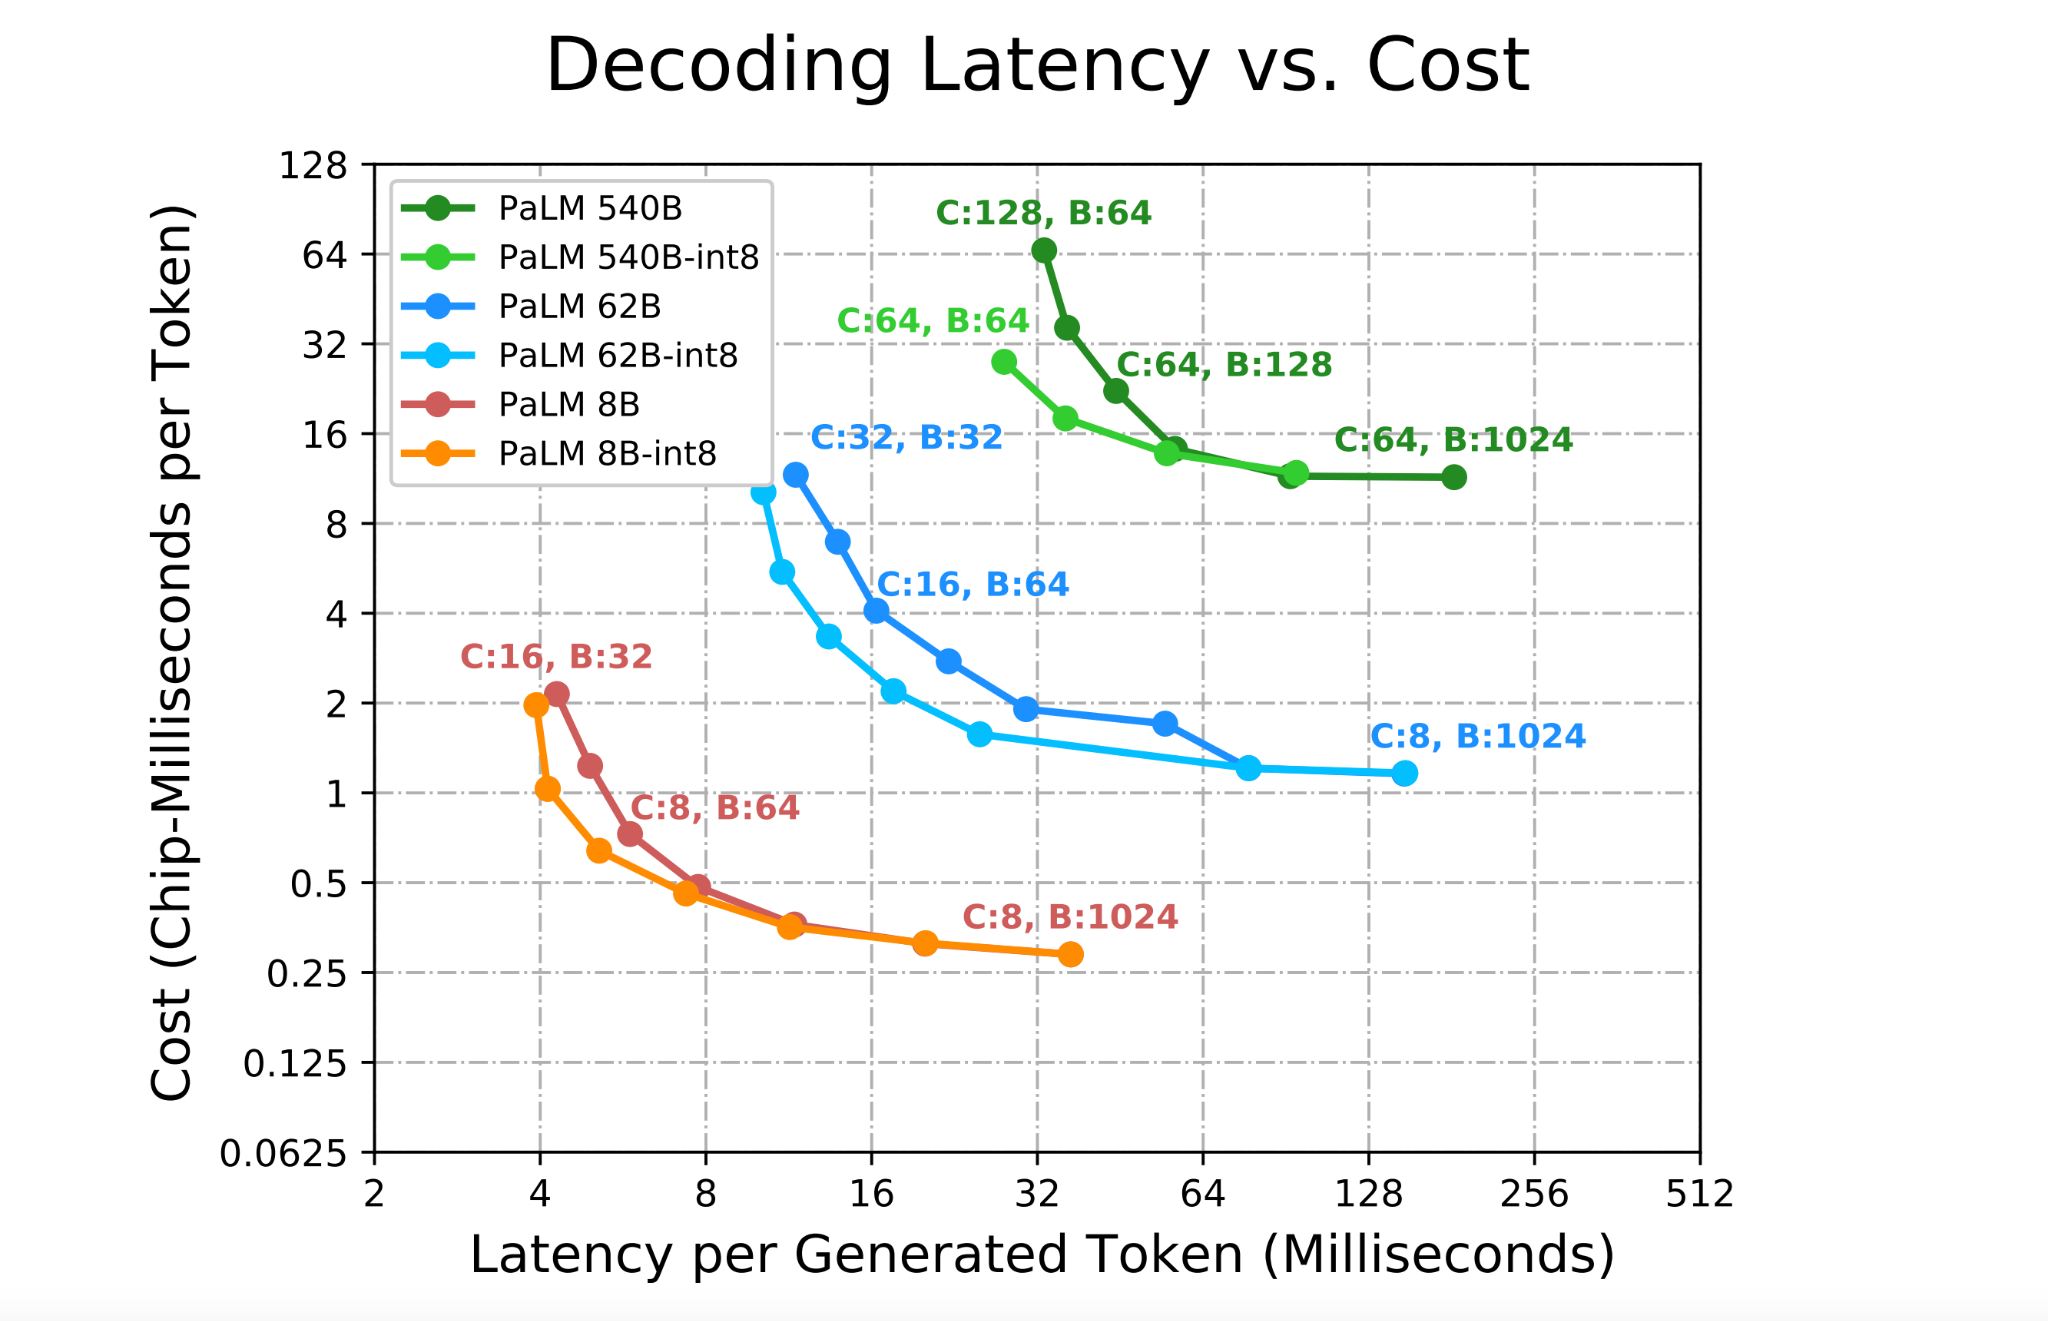 Decoding Latency vs. Cost
Cost (Chip-Milliseconds per Token)
128
64
32
16
8
4
2
1
0.5
0.25
0.125
0.0625
PaLM 540B
PaLM 540B-int8
PaLM 62B
PaLM 62B-int8
PaLM 8B
PaLM 8B-int8
C:128, B:64
C:64, B:64
C:64, B:128
C:32, B:32
C:64, B:1024
C:16, B:64
C:16, B:32
C:8, B:1024
C:8, B:64
C:8, B:1024
2 4 8 16 32 64 128 256 512
Latency per Generated Token (Milliseconds)